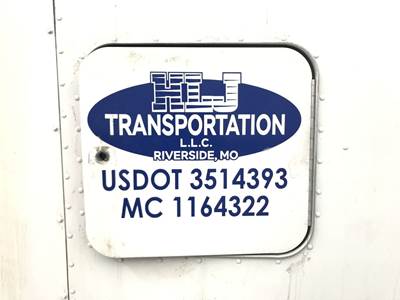 HLJ
TRANSPORTATION
L.L.C.
RIVERSIDE, MO
USDOT 3514393
MC 1164322